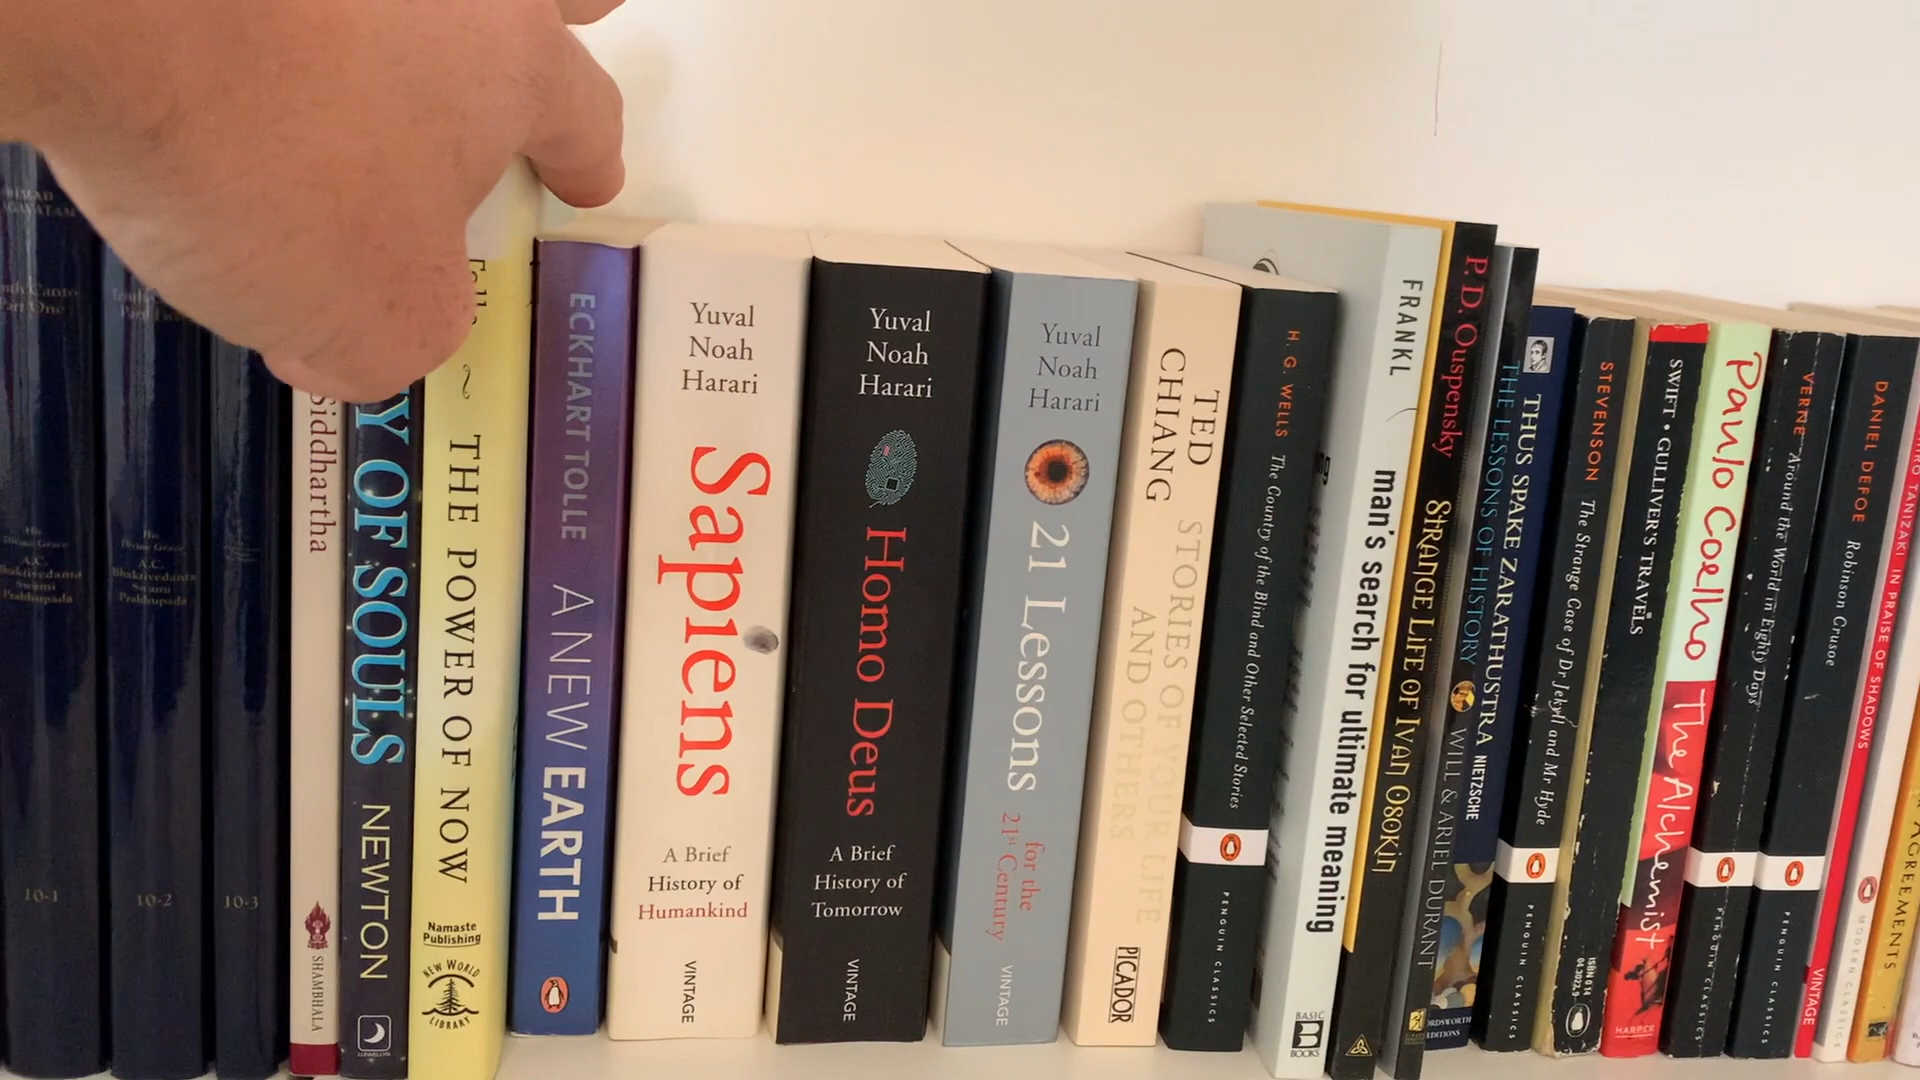 10-1
His
Divine Grace
A.C.
Bhaktivedanta
Swami
Prabhupada
10-2
10-3
Siddhartha
SHAMBHALA
Y OF SOULS
NEWTON
THE POWER OF NOW
Namaste
Publishing
NEW WORLD
LIBRARY
ECKHART TOLLE
A NEW EARTH
Yuval
Noah
Harari
Sapiens
A Brief
History of
Humankind
VINTAGE
Yuval
Noah
Harari
Homo Deus
A Brief
History of
Tomorrow
VINTAGE
Yuval
Noah
Harari
21 Lessons
for the
21st Century
VINTAGE
TED
CHIANG
STORIES OF YOUR LIFE
AND OTHERS
PICADOR
H. G. WELLS The Country of the Blind and Other Selected Stories
PENGUIN CLASSICS
FRANKL
man's search for ultimate meaning
BASIC
BOOKS
P. D. Ouspensky
STRANGE LIFE OF IVAN OSOKIN
THE LESSONS OF HISTORY
WILL & ARIEL DURANT
THUS SPAKE ZARATHUSTRA
NIETZSCHE
EDITIONS
STEVENSON The Strange Case of Dr Jekyll and Mr Hyde
PENGUIN CLASSICS
SWIFT • GULLIVER'S TRAVELS
Paulo Coelho
The Alchemist
HARPER
VERNE Around the World in Eighty Days
PENGUIN CLASSICS
DANIEL DEFOE Robinson Crusoe
PENGUIN CLASSICS
TANIZAKI IN PRAISE OF SHADOWS
VINTAGE
MODERN CLASSICS
AGREEMENTS